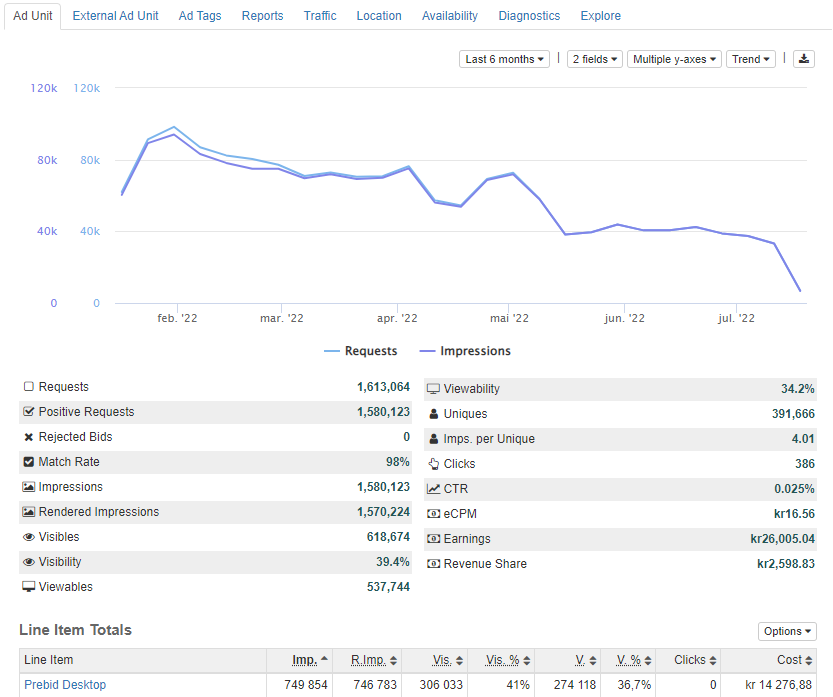 Ad Unit External Ad Unit Ad Tags Reports Traffic Location Availability Diagnostics Explore
Last 6 months 2 fields Multiple y-axes Trend
120k 120k
80k 80k
40k 40k
0 0
feb. '22 mar. '22 apr. '22 mai '22 jun. '22 jul. '22
Requests Impressions
Requests 1,613,064
Positive Requests 1,580,123
Rejected Bids 0
Match Rate 98%
Impressions 1,580,123
Rendered Impressions 1,570,224
Visibles 618,674
Visibility 39.4%
Viewables 537,744
Viewability 34.2%
Uniques 391,666
Imps. per Unique 4.01
Clicks 386
CTR 0.025%
eCPM kr16.56
Earnings kr26,005.04
Revenue Share kr2,598.83
Line Item Totals Options
Line Item Imp. R.Imp. Vis. Vis. % V. V. % Clicks Cost
Prebid Desktop 749 854 746 783 306 033 41% 274 118 36,7% 0 kr 14 276,88